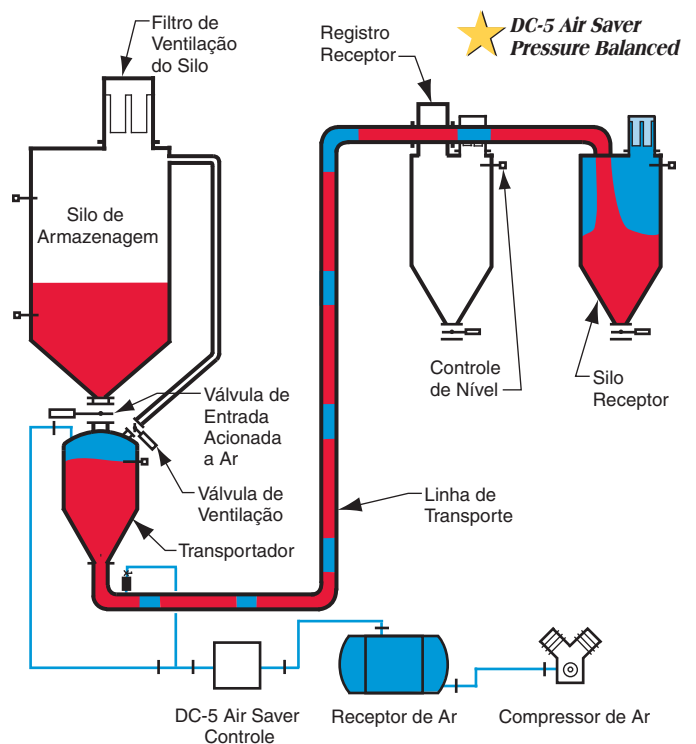 Filtro de
Ventilação
do Silo
Registro
Receptor
DC-5 Air Saver
Pressure Balanced
Silo de
Armazenagem
Controle
de Nível
Silo
Receptor
Válvula de
Entrada
Acionada
a Ar
Válvula de
Ventilação
Linha de
Transporte
Transportador
DC-5 Air Saver
Controle
Receptor de Ar
Compressor de Ar